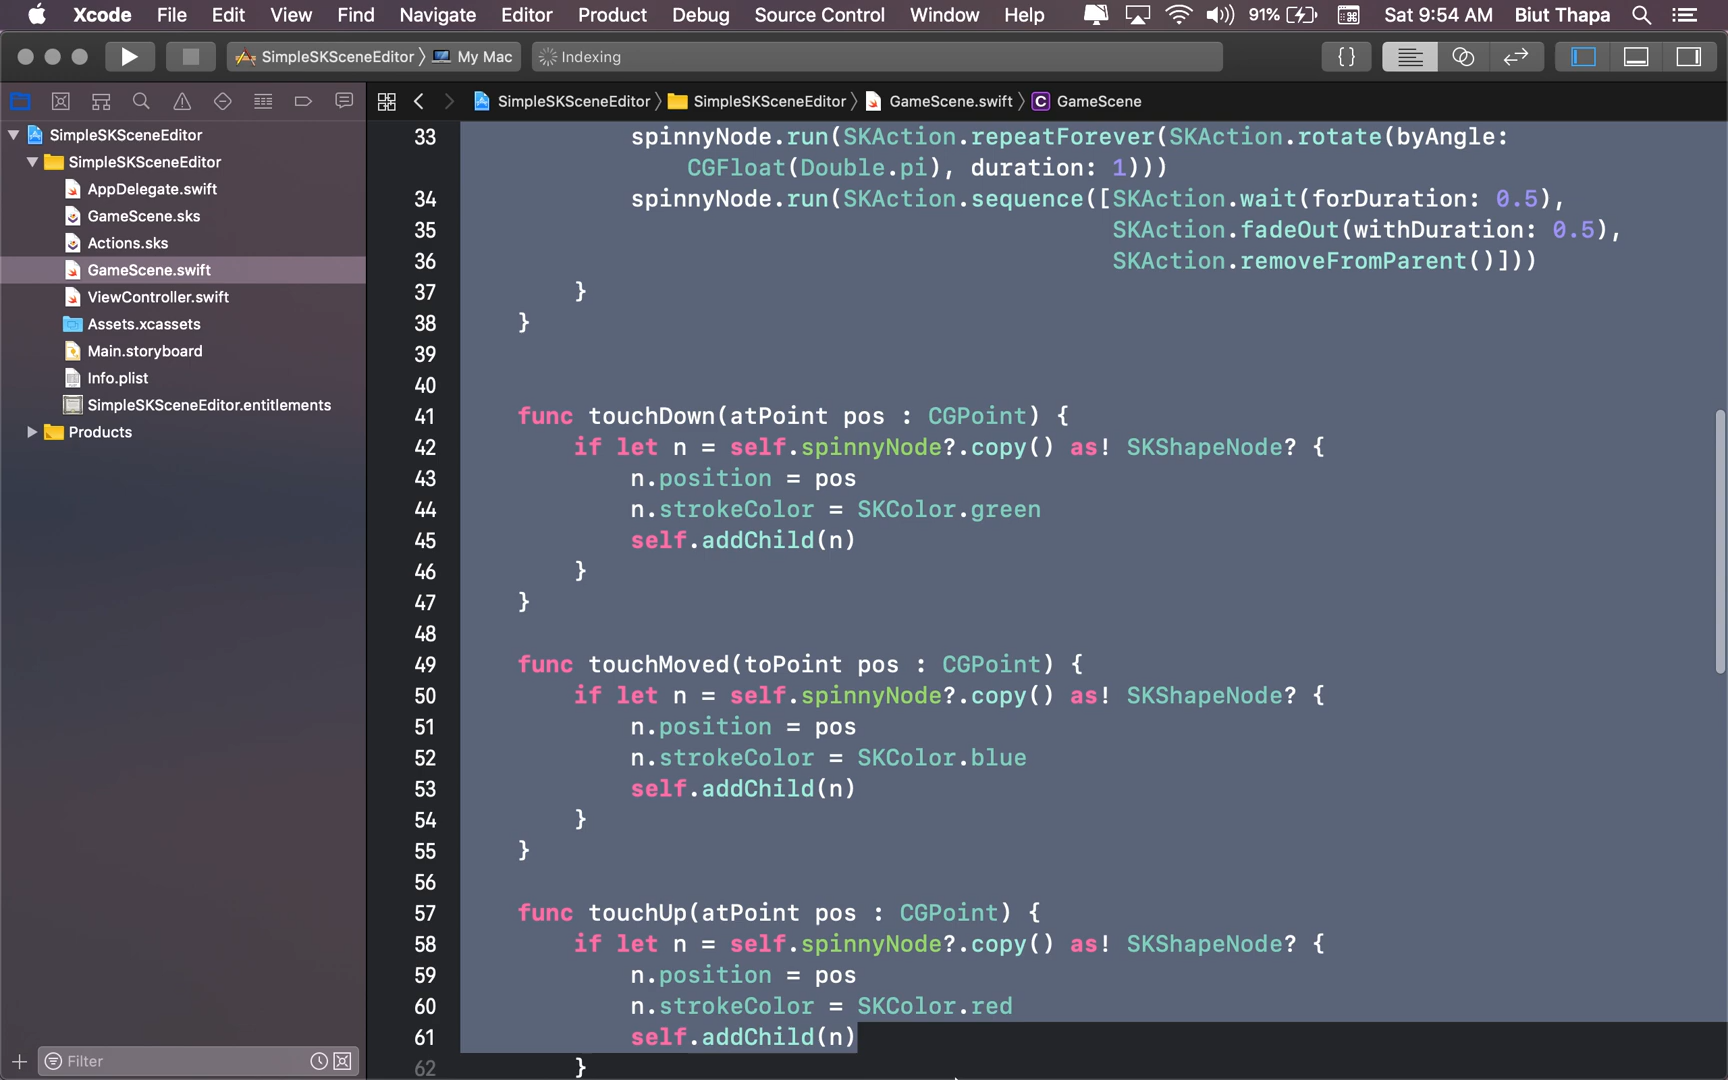 Xcode File Edit View Find Navigate Editor Product Debug Source Control Window Help 91% Sat 9:54 AM Biut Thapa
SimpleSKSceneEditor My Mac Indexing {}
SimpleSKSceneEditor SimpleSKSceneEditor GameScene.swift C GameScene
SimpleSKSceneEditor
SimpleSKSceneEditor
AppDelegate.swift
GameScene.sks
Actions.sks
GameScene.swift
ViewController.swift
Assets.xcassets
Main.storyboard
Info.plist
SimpleSKSceneEditor.entitlements
Products
Filter
33 spinnyNode.run(SKAction.repeatForever(SKAction.rotate(byAngle:
CGFloat(Double.pi), duration: 1)))
34 spinnyNode.run(SKAction.sequence([SKAction.wait(forDuration: 0.5),
35 SKAction.fadeOut(withDuration: 0.5),
36 SKAction.removeFromParent()]))
37 }
38 }
39
40
41 func touchDown(atPoint pos : CGPoint) {
42 if let n = self.spinnyNode?.copy() as! SKShapeNode? {
43 n.position = pos
44 n.strokeColor = SKColor.green
45 self.addChild(n)
46 }
47 }
48
49 func touchMoved(toPoint pos : CGPoint) {
50 if let n = self.spinnyNode?.copy() as! SKShapeNode? {
51 n.position = pos
52 n.strokeColor = SKColor.blue
53 self.addChild(n)
54 }
55 }
56
57 func touchUp(atPoint pos : CGPoint) {
58 if let n = self.spinnyNode?.copy() as! SKShapeNode? {
59 n.position = pos
60 n.strokeColor = SKColor.red
61 self.addChild(n)
62 }